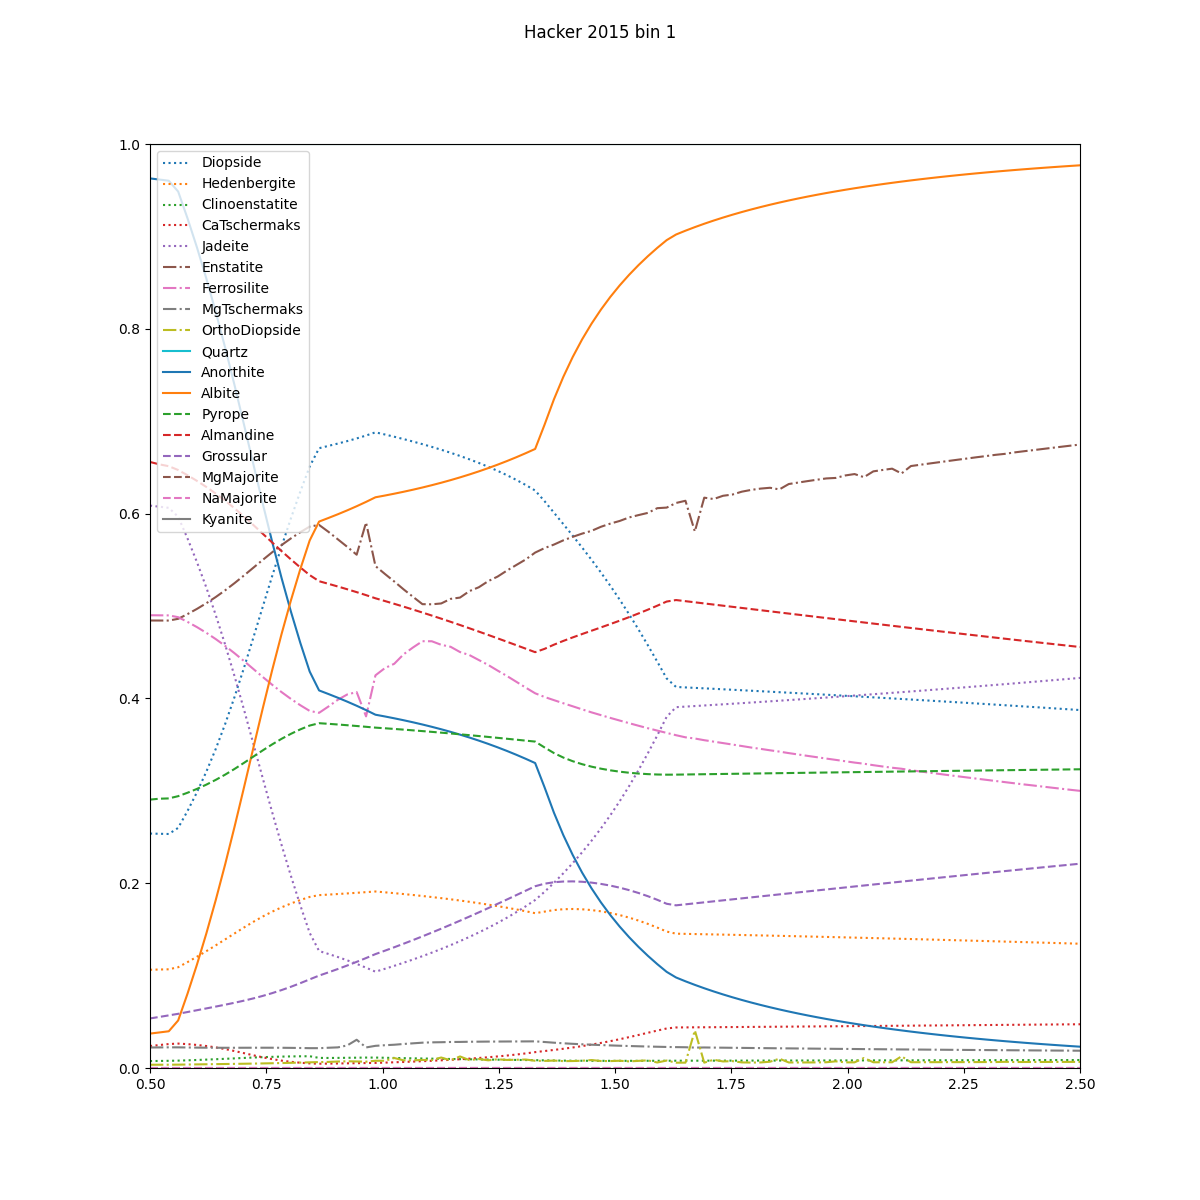 Hacker 2015 bin 1
1.0
0.8
0.6
0.4
0.2
0.0
Diopside
Hedenbergite
Clinoenstatite
CaTschermaks
Jadeite
Enstatite
Ferrosilite
MgTschermaks
OrthoDiopside
Quartz
Anorthite
Albite
Pyrope
Almandine
Grossular
MgMajorite
NaMajorite
Kyanite
0.50 0.75 1.00 1.25 1.50 1.75 2.00 2.25 2.50